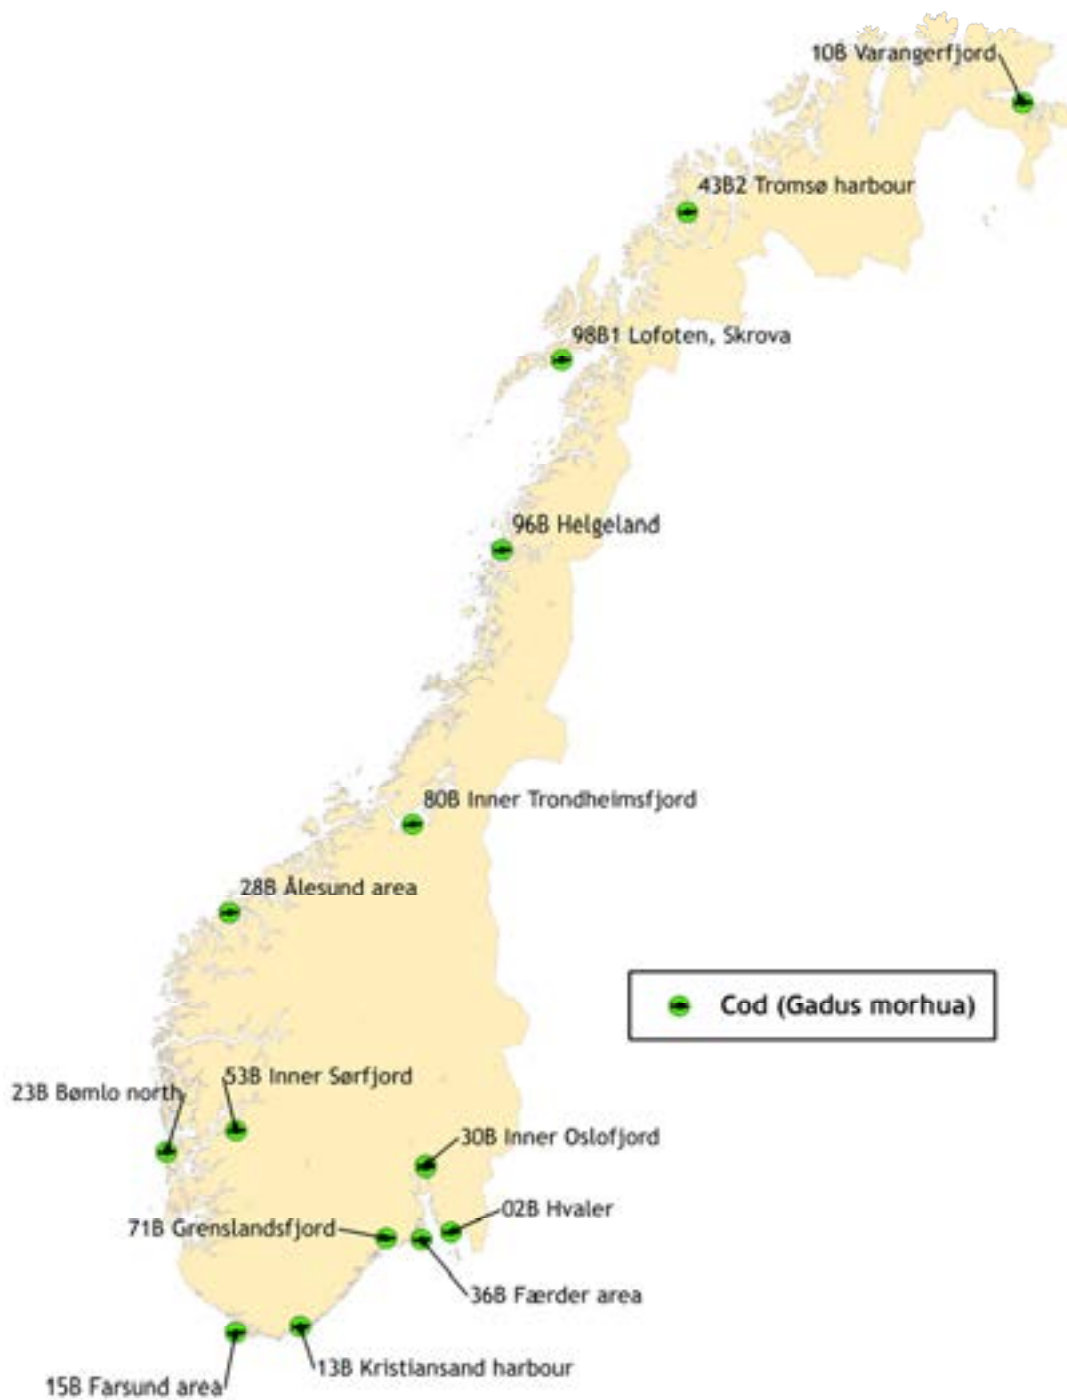 10B Varangerfjord
43B2 Tromsø harbour
98B1 Lofoten, Skrova
96B Helgeland
80B Inner Trondheimsfjord
28B Ålesund area
Cod (Gadus morhua)
53B Inner Sørfjord
23B Bømlo north
30B Inner Oslofjord
02B Hvaler
71B Grenslandsfjord
36B Færder area
13B Kristiansand harbour
15B Farsund area